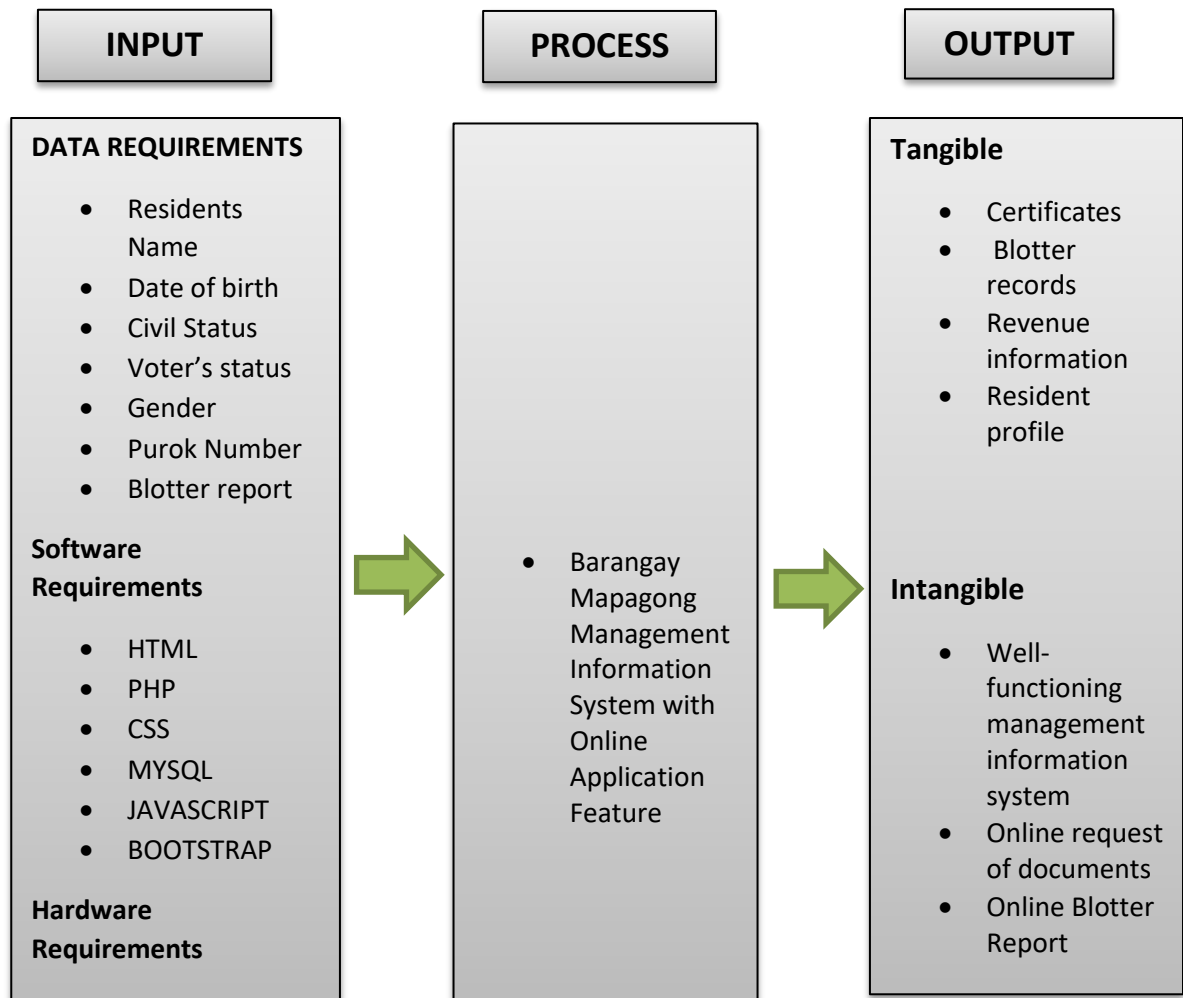 INPUT
PROCESS
OUTPUT
DATA REQUIREMENTS
• Residents
Name
• Date of birth
• Civil Status
• Voter’s status
• Gender
• Purok Number
• Blotter report
Software
Requirements
• HTML
• PHP
• CSS
• MYSQL
• JAVASCRIPT
• BOOTSTRAP
Hardware
Requirements
• Barangay
Mapagong
Management
Information
System with
Online
Application
Feature
Tangible
• Certificates
• Blotter
records
• Revenue
information
• Resident
profile
Intangible
• Well-
functioning
management
information
system
• Online request
of documents
• Online Blotter
Report